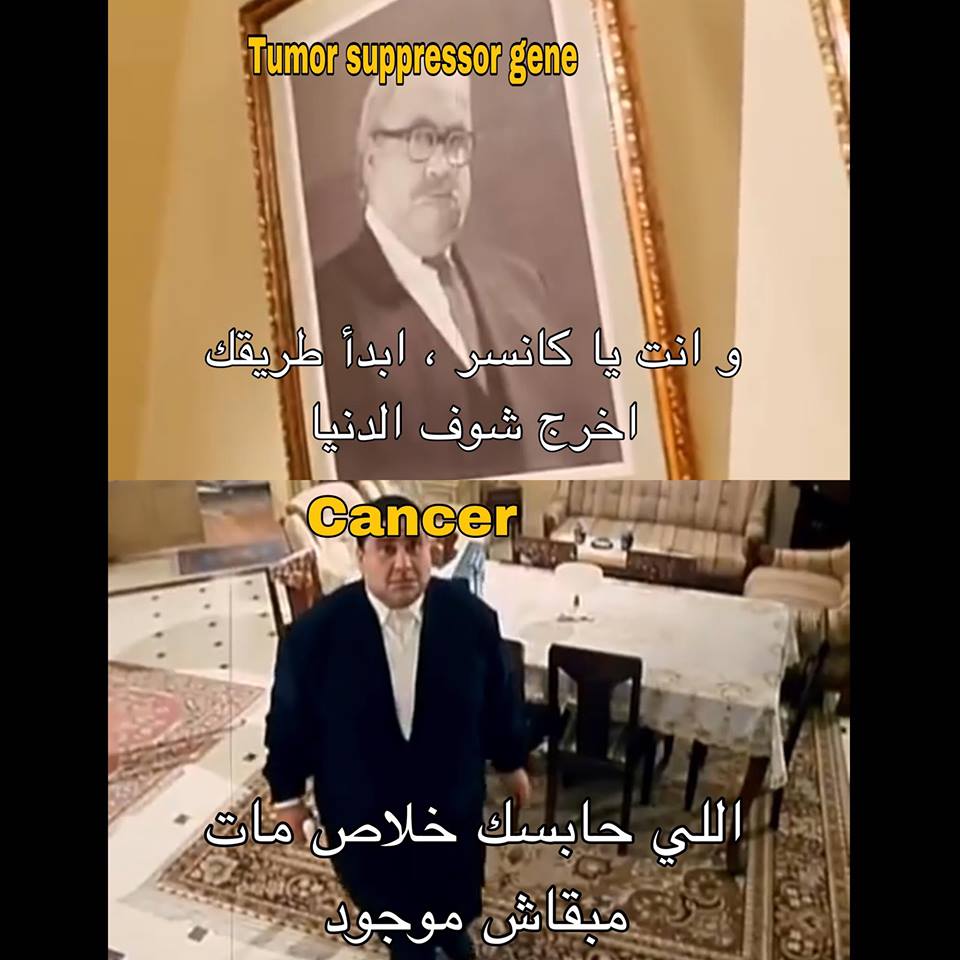 Tumor suppressor gene
و انت يا كانسر ، ابدأ طريقك
اخرج شوف الدنيا
Cancer
اللي حابسك خلاص مات
مبقاش موجود